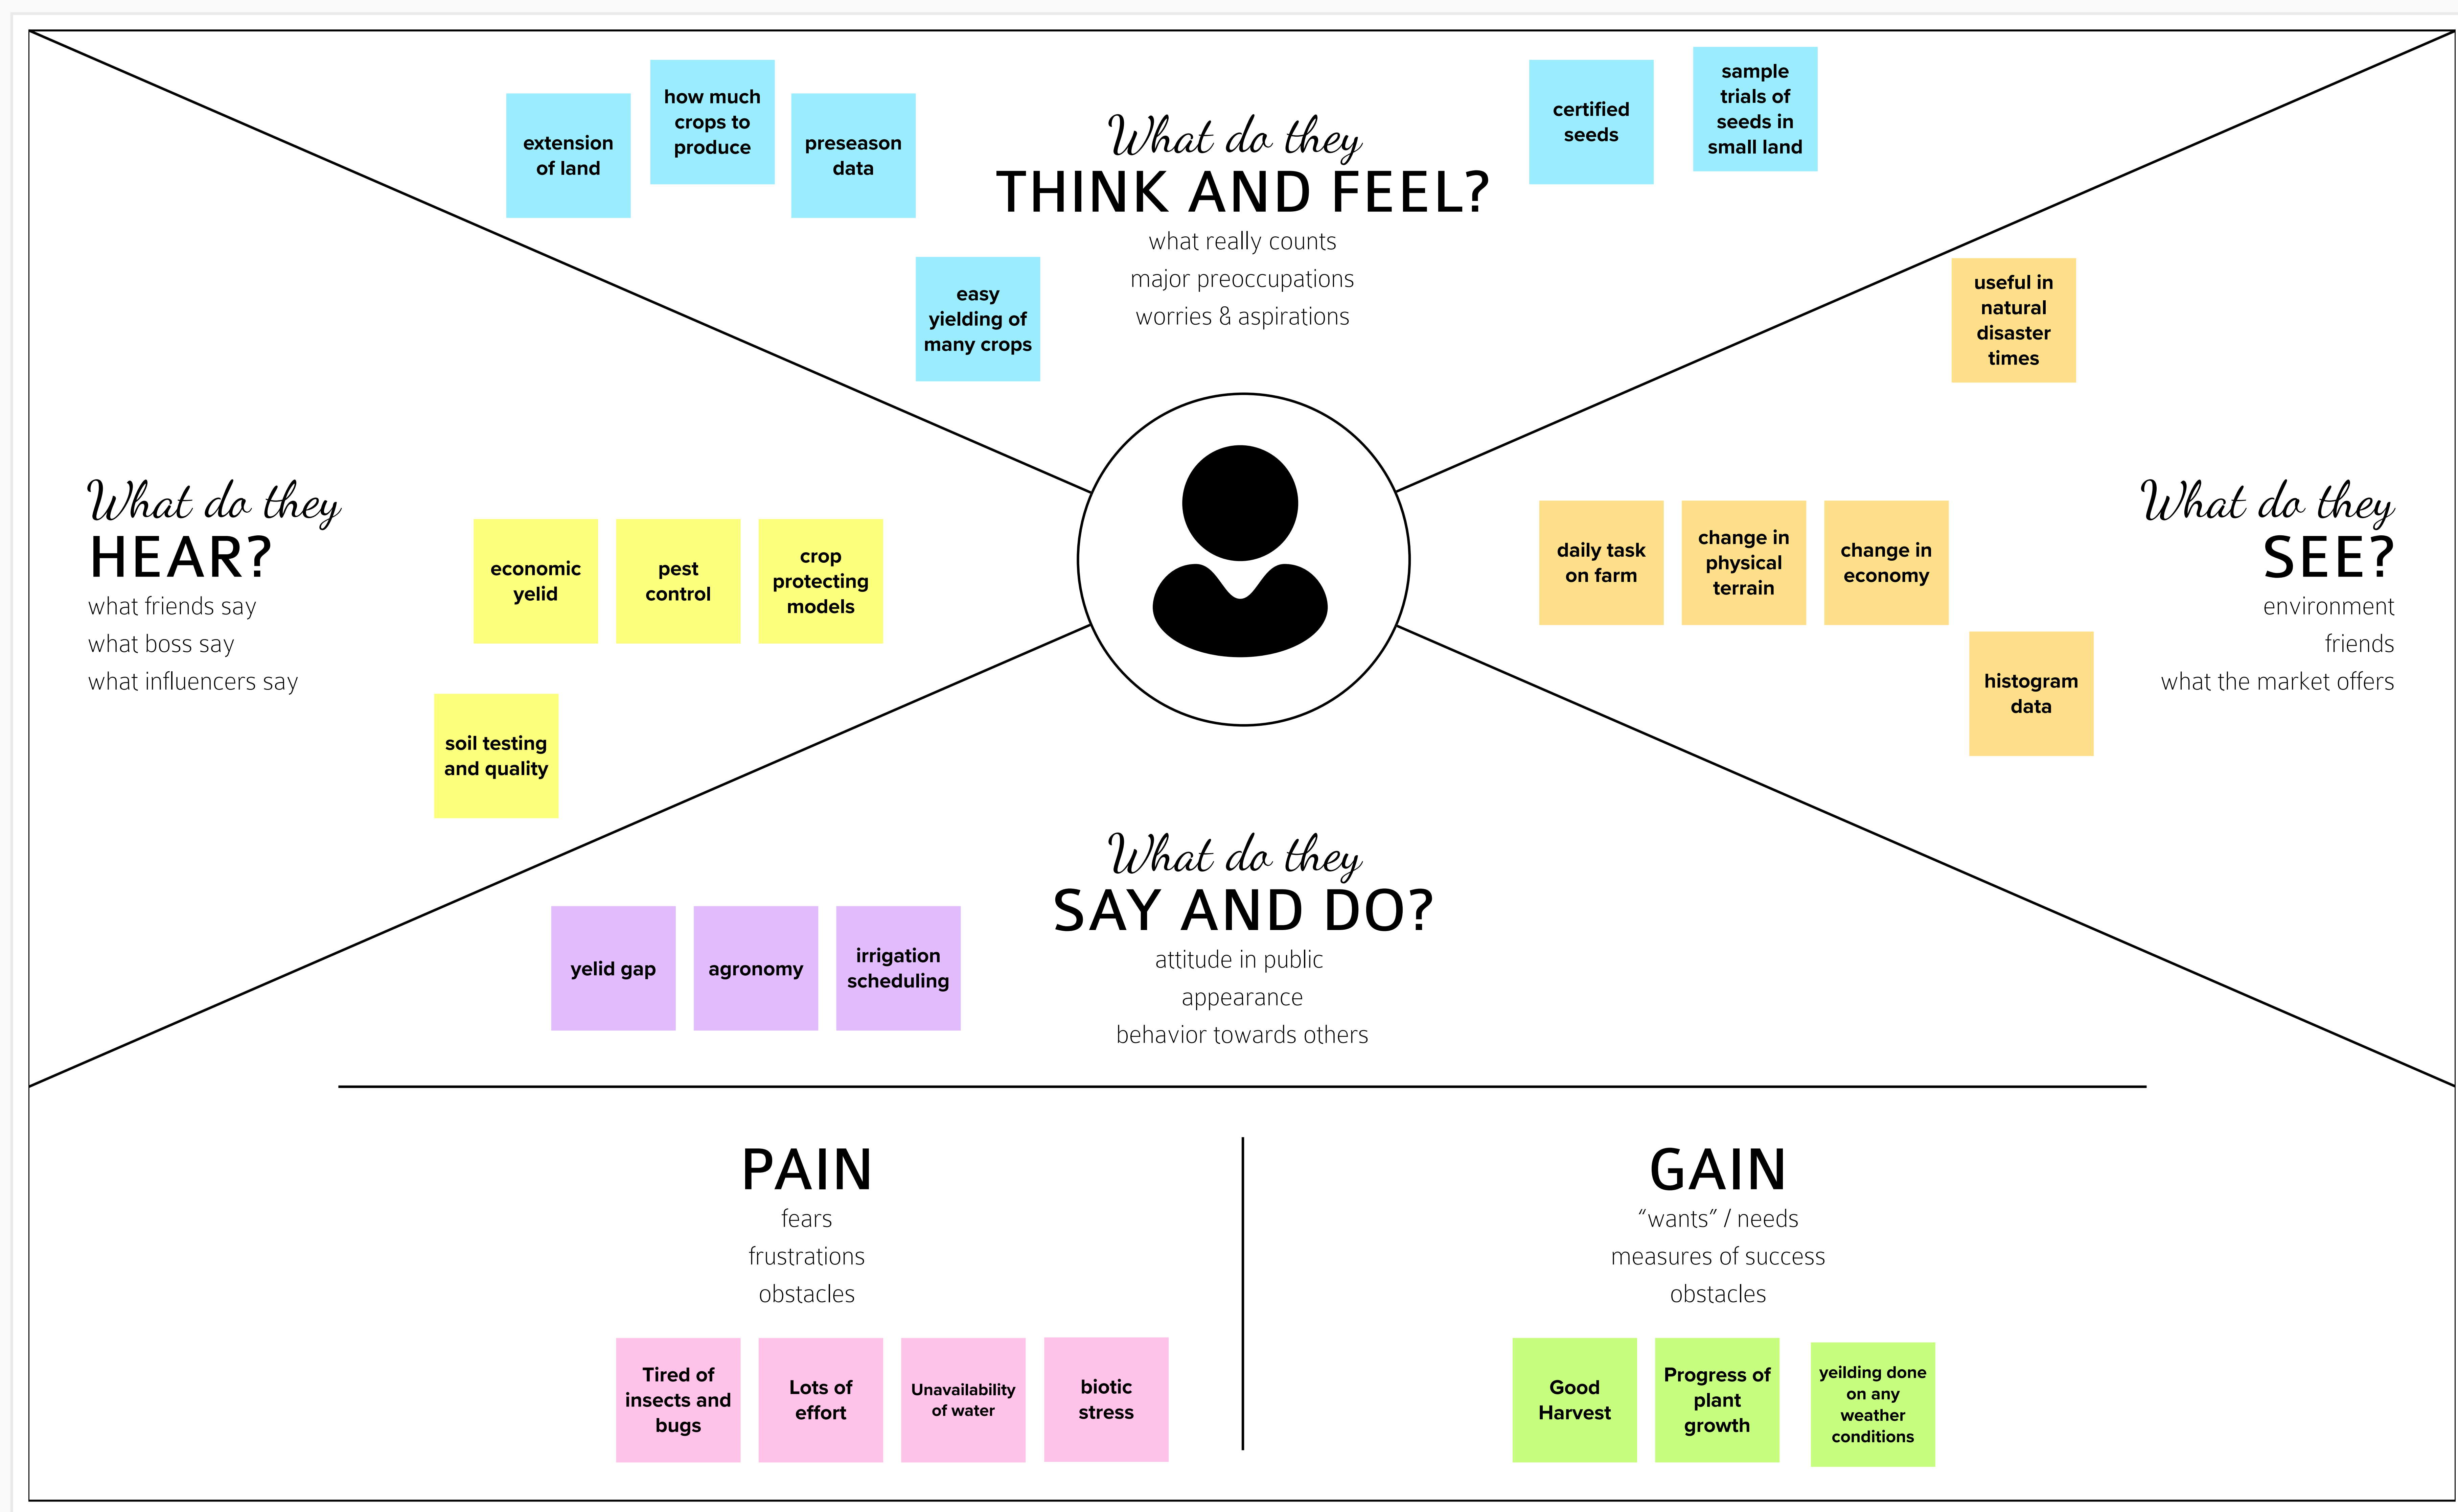 extension
of land
how much
crops to
produce
preseason
data
easy
yielding of
many crops
What do they
THINK AND FEEL?
what really counts
major preoccupations
worries & aspirations
certified
seeds
sample
trials of
seeds in
small land
What do they
HEAR?
what friends say
what boss say
what influencers say
economic
yelid
pest
control
crop
protecting
models
soil testing
and quality
useful in
natural
disaster
times
daily task
on farm
change in
physical
terrain
change in
economy
histogram
data
What do they
SEE?
environment
friends
what the market offers
What do they
SAY AND DO?
attitude in public
appearance
behavior towards others
yelid gap
agronomy
irrigation
scheduling
PAIN
fears
frustrations
obstacles
Tired of
insects and
bugs
Lots of
effort
Unavailability
of water
biotic
stress
GAIN
“wants” / needs
measures of success
obstacles
Good
Harvest
Progress of
plant
growth
yeilding done
on any
weather
conditions